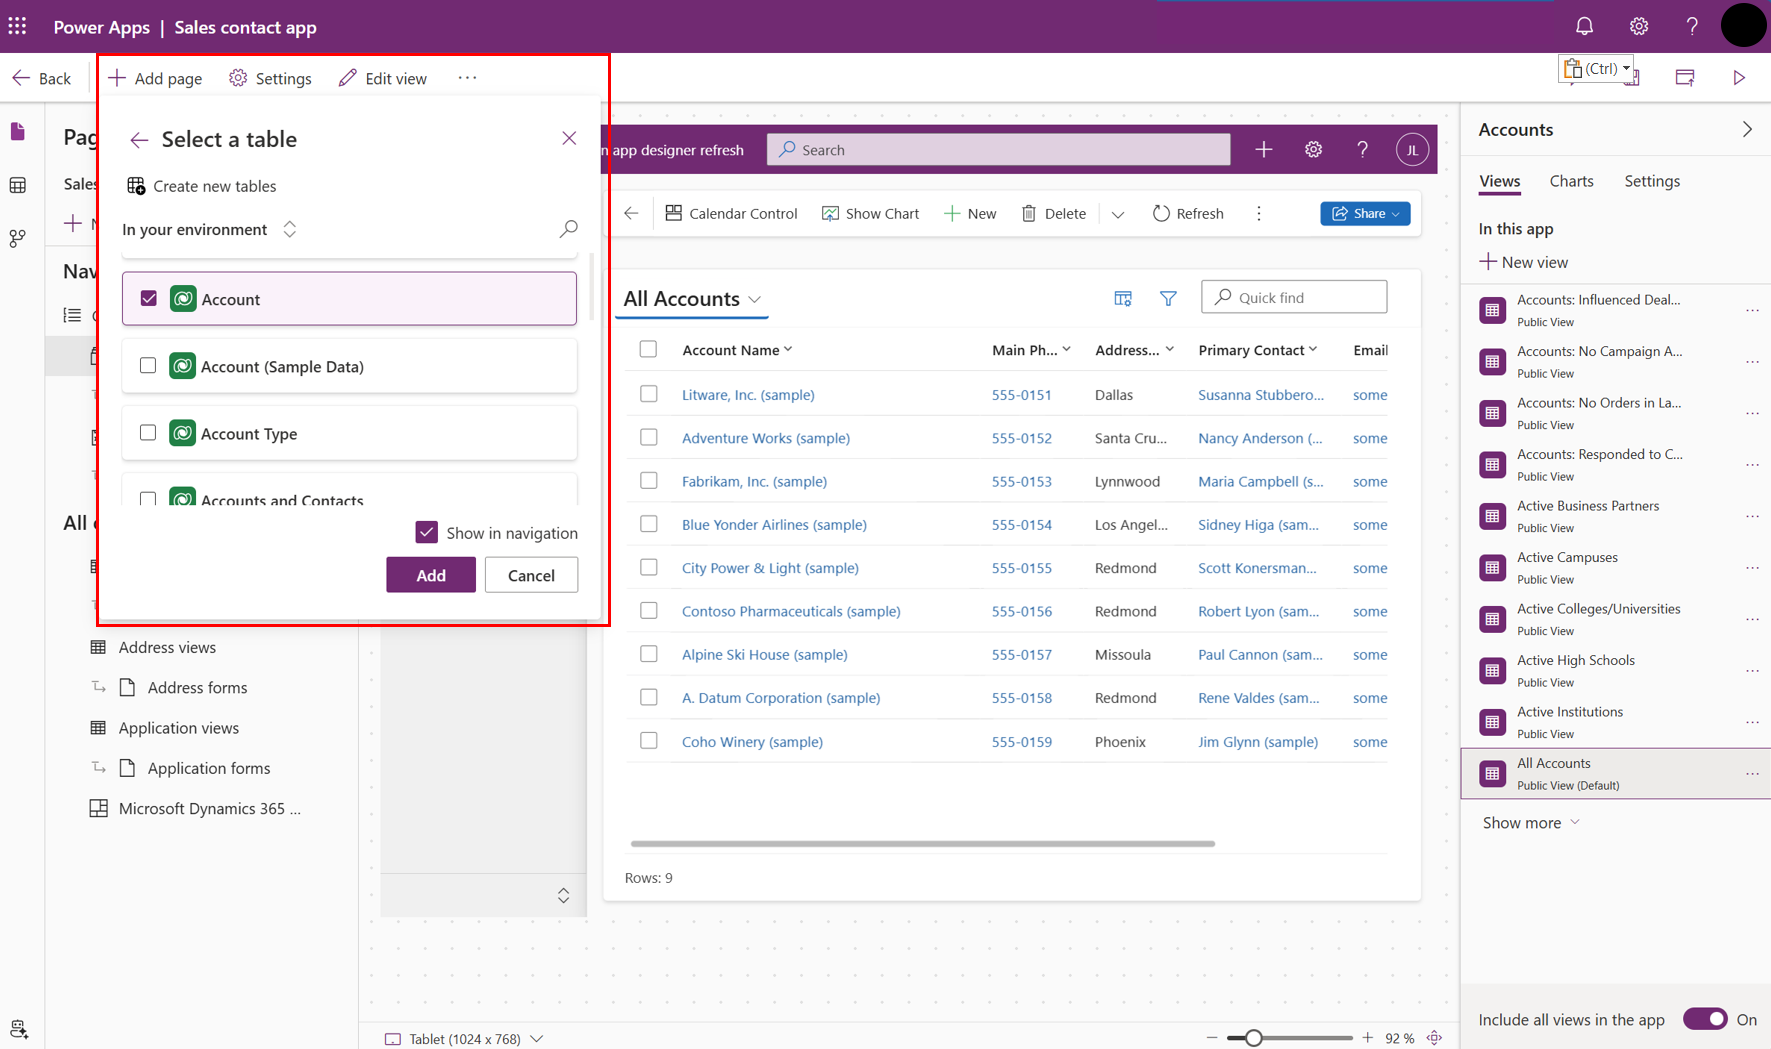 Power Apps | Sales contact app
Back
Add page
Settings
Edit view
(Ctrl)
Pag
Sales
N
Nav
All
Select a table
Create new tables
In your environment
Account
Account (Sample Data)
Account Type
Accounts and Contacts
Show in navigation
Add
Cancel
Address views
Address forms
Application views
Application forms
Microsoft Dynamics 365 ...
n app designer refresh
Search
JL
Calendar Control
Show Chart
New
Delete
Refresh
Share
All Accounts
Quick find
Account Name Main Ph... Address... Primary Contact Email
Litware, Inc. (sample) 555-0151 Dallas Susanna Stubbero... some
Adventure Works (sample) 555-0152 Santa Cru... Nancy Anderson (... some
Fabrikam, Inc. (sample) 555-0153 Lynnwood Maria Campbell (s... some
Blue Yonder Airlines (sample) 555-0154 Los Angel... Sidney Higa (sam... some
City Power & Light (sample) 555-0155 Redmond Scott Konersman... some
Contoso Pharmaceuticals (sample) 555-0156 Redmond Robert Lyon (sam... some
Alpine Ski House (sample) 555-0157 Missoula Paul Cannon (sam... some
A. Datum Corporation (sample) 555-0158 Redmond Rene Valdes (sam... some
Coho Winery (sample) 555-0159 Phoenix Jim Glynn (sample) some
Rows: 9
Tablet (1024 x 768)
92 %
Accounts
Views
Charts
Settings
In this app
New view
Accounts: Influenced Deal...
Public View
Accounts: No Campaign A...
Public View
Accounts: No Orders in La...
Public View
Accounts: Responded to C...
Public View
Active Business Partners
Public View
Active Campuses
Public View
Active Colleges/Universities
Public View
Active High Schools
Public View
Active Institutions
Public View
All Accounts
Public View (Default)
Show more
Include all views in the app
On